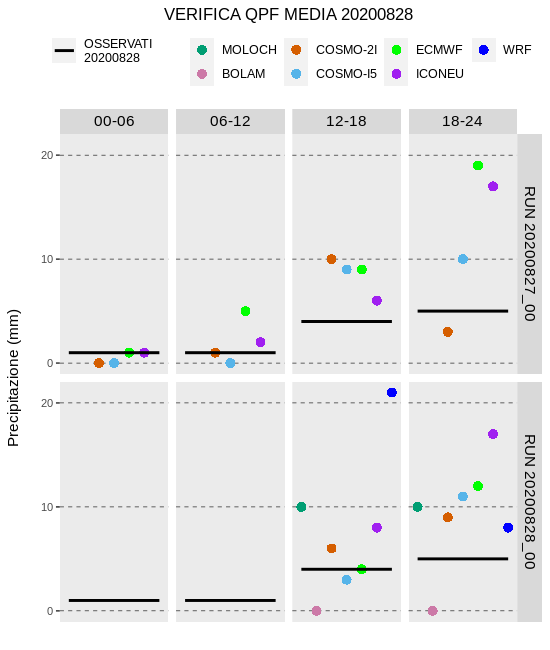 VERIFICA QPF MEDIA 20200828
OSSERVATI
20200828
MOLOCH
COSMO-2I
ECMWF
WRF
BOLAM
COSMO-I5
ICONEU
00-06
06-12
12-18
18-24
20
10
0
RUN 20200827_00
Precipitazione (mm)
20
10
0
RUN 20200828_00